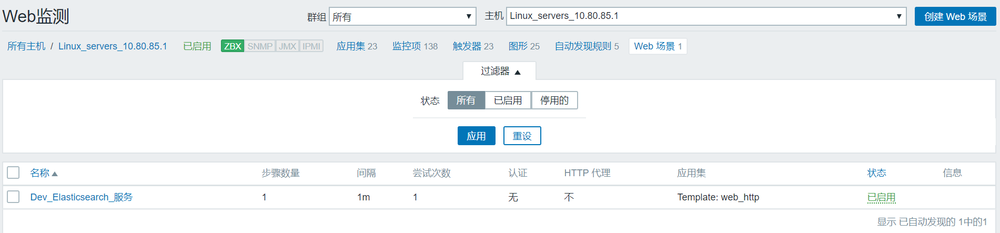 Web监测 群组 所有 主机 Linux_servers_10.80.85.1 创建 Web 场景
所有主机 / Linux_servers_10.80.85.1 已启用 ZBX SNMP JMX IPMI 应用集 23 监控项 138 触发器 23 图形 25 自动发现规则 5 Web 场景 1
过滤器
状态 所有 已启用 停用的
应用 重设
名称 步骤数量 间隔 尝试次数 认证 HTTP 代理 应用集 状态 信息
Dev_Elasticsearch_服务 1 1m 1 无 不 Template: web_http 已启用
显示 已自动发现的 1中的1